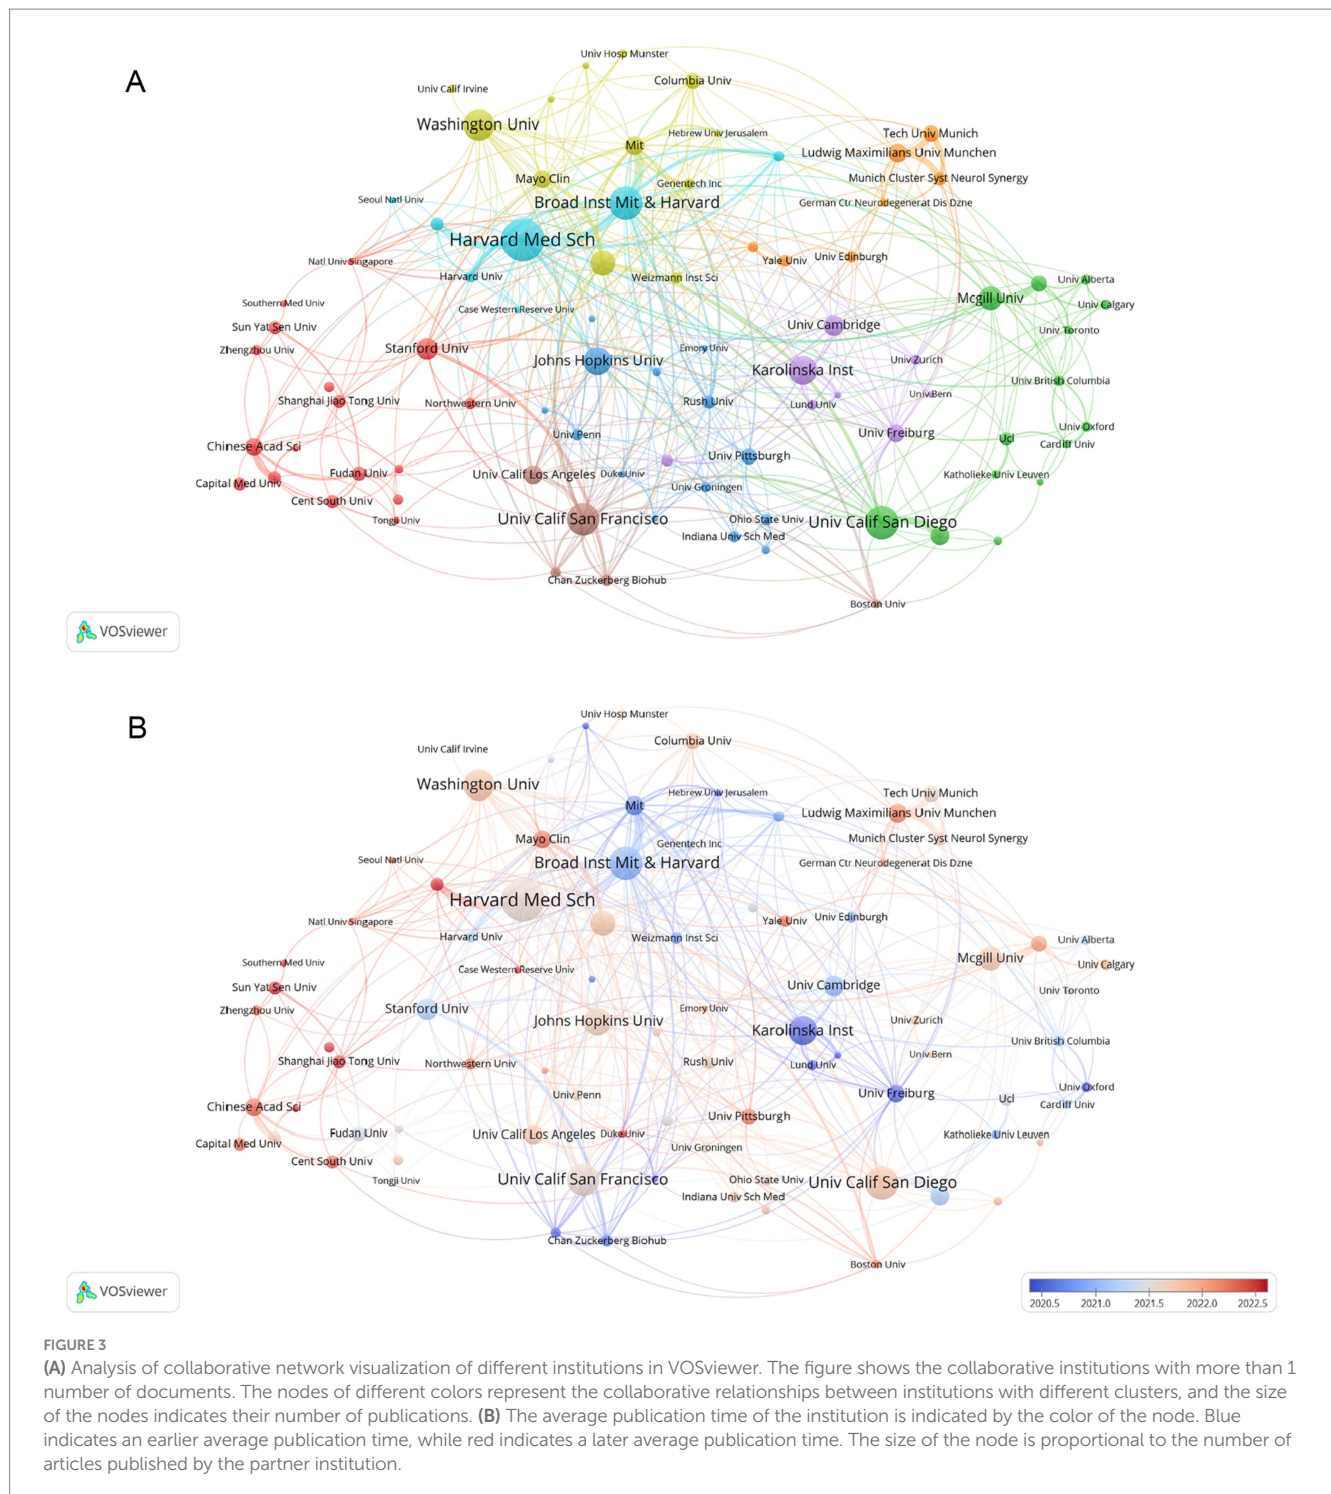 A
Univ Hosp Munster
Columbia Univ
Univ Calif Irvine
Washington Univ
Tech Univ Munich
Hebrew Univ Jerusalem
Mit
Ludwig Maximilians Univ Munchen
Mayo Clin
Genentech Inc
Munich Cluster Syst Neurol Synergy
Seoul Natl Univ
Broad Inst Mit & Harvard
German Ctr Neurodegenerat Dis Dzne
Harvard Med Sch
Natl Univ Singapore
Yale Univ
Univ Edinburgh
Harvard Univ
Weizmann Inst Sci
Univ Alberta
Southern Med Univ
Case Western Reserve Univ
Mcgill Univ
Univ Calgary
Sun Yat Sen Univ
Univ Cambridge
Univ Toronto
Zhengzhou Univ
Stanford Univ
Johns Hopkins Univ
Emory Univ
Karolinska Inst
Univ Zurich
Univ British Columbia
Shanghai Jiao Tong Univ
Northwestern Univ
Rush Univ
Lund Univ
Univ Bern
Univ Penn
Univ Freiburg
Univ Oxford
Chinese Acad Sci
Ucl
Cardiff Univ
Univ Pittsburgh
Capital Med Univ
Fudan Univ
Univ Calif Los Angeles
Duke Univ
Katholieke Univ Leuven
Univ Groningen
Cent South Univ
Tongji Univ
Univ Calif San Francisco
Ohio State Univ
Univ Calif San Diego
Indiana Univ Sch Med
Chan Zuckerberg Biohub
Boston Univ
VOSviewer
B
Univ Hosp Munster
Columbia Univ
Univ Calif Irvine
Washington Univ
Tech Univ Munich
Hebrew Univ Jerusalem
Mit
Ludwig Maximilians Univ Munchen
Mayo Clin
Genentech Inc
Munich Cluster Syst Neurol Synergy
Seoul Natl Univ
Broad Inst Mit & Harvard
German Ctr Neurodegenerat Dis Dzne
Harvard Med Sch
Natl Univ Singapore
Yale Univ
Univ Edinburgh
Harvard Univ
Weizmann Inst Sci
Univ Alberta
Southern Med Univ
Case Western Reserve Univ
Mcgill Univ
Univ Calgary
Sun Yat Sen Univ
Univ Cambridge
Univ Toronto
Zhengzhou Univ
Stanford Univ
Johns Hopkins Univ
Emory Univ
Karolinska Inst
Univ Zurich
Univ British Columbia
Shanghai Jiao Tong Univ
Northwestern Univ
Rush Univ
Lund Univ
Univ Bern
Univ Penn
Univ Freiburg
Univ Oxford
Chinese Acad Sci
Ucl
Cardiff Univ
Univ Pittsburgh
Capital Med Univ
Fudan Univ
Univ Calif Los Angeles
Duke Univ
Katholieke Univ Leuven
Univ Groningen
Cent South Univ
Tongji Univ
Univ Calif San Francisco
Ohio State Univ
Univ Calif San Diego
Indiana Univ Sch Med
Chan Zuckerberg Biohub
Boston Univ
VOSviewer
2020.5 2021.0 2021.5 2022.0 2022.5
FIGURE 3
(A) Analysis of collaborative network visualization of different institutions in VOSviewer. The figure shows the collaborative institutions with more than 1
number of documents. The nodes of different colors represent the collaborative relationships between institutions with different clusters, and the size
of the nodes indicates their number of publications. (B) The average publication time of the institution is indicated by the color of the node. Blue
indicates an earlier average publication time, while red indicates a later average publication time. The size of the node is proportional to the number of
articles published by the partner institution.